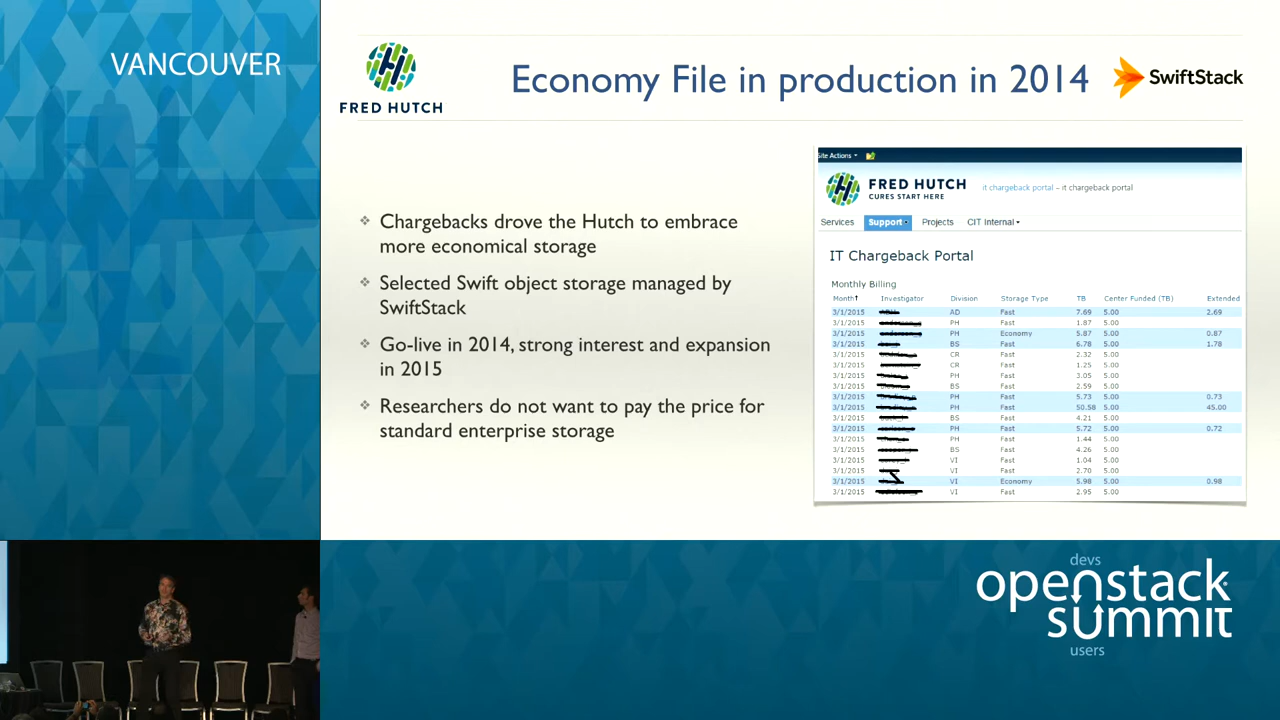 VANCOUVER
FRED HUTCH
Economy File in production in 2014
SwiftStack
Chargebacks drove the Hutch to embrace
more economical storage
Selected Swift object storage managed by
SwiftStack
Go-live in 2014, strong interest and expansion
in 2015
Researchers do not want to pay the price for
standard enterprise storage
Site Actions
FRED HUTCH
CURES START HERE
it chargeback portal – it chargeback portal
Services Support Projects CIT Internal
IT Chargeback Portal
Monthly Billing
Month↑ Investigator Division Storage Type TB Center Funded (TB) Extended
3/1/2015 AD Fast 7.69 5.00 2.69
3/1/2015 PH Fast 1.87 5.00
3/1/2015 PH Economy 5.87 5.00 0.87
3/1/2015 BS Fast 6.78 5.00 1.78
3/1/2015 CR Fast 2.32 5.00
3/1/2015 CR Fast 1.25 5.00
3/1/2015 PH Fast 3.05 5.00
3/1/2015 BS Fast 2.59 5.00
3/1/2015 PH Fast 5.73 5.00 0.73
3/1/2015 PH Fast 50.58 5.00 45.00
3/1/2015 BS Fast 4.21 5.00
3/1/2015 PH Fast 5.72 5.00 0.72
3/1/2015 PH Fast 1.44 5.00
3/1/2015 BS Fast 4.26 5.00
3/1/2015 VI Fast 1.04 5.00
3/1/2015 VI Fast 2.70 5.00
3/1/2015 VI Economy 5.98 5.00 0.98
3/1/2015 VI Fast 2.95 5.00
devs
openstack
summit
users